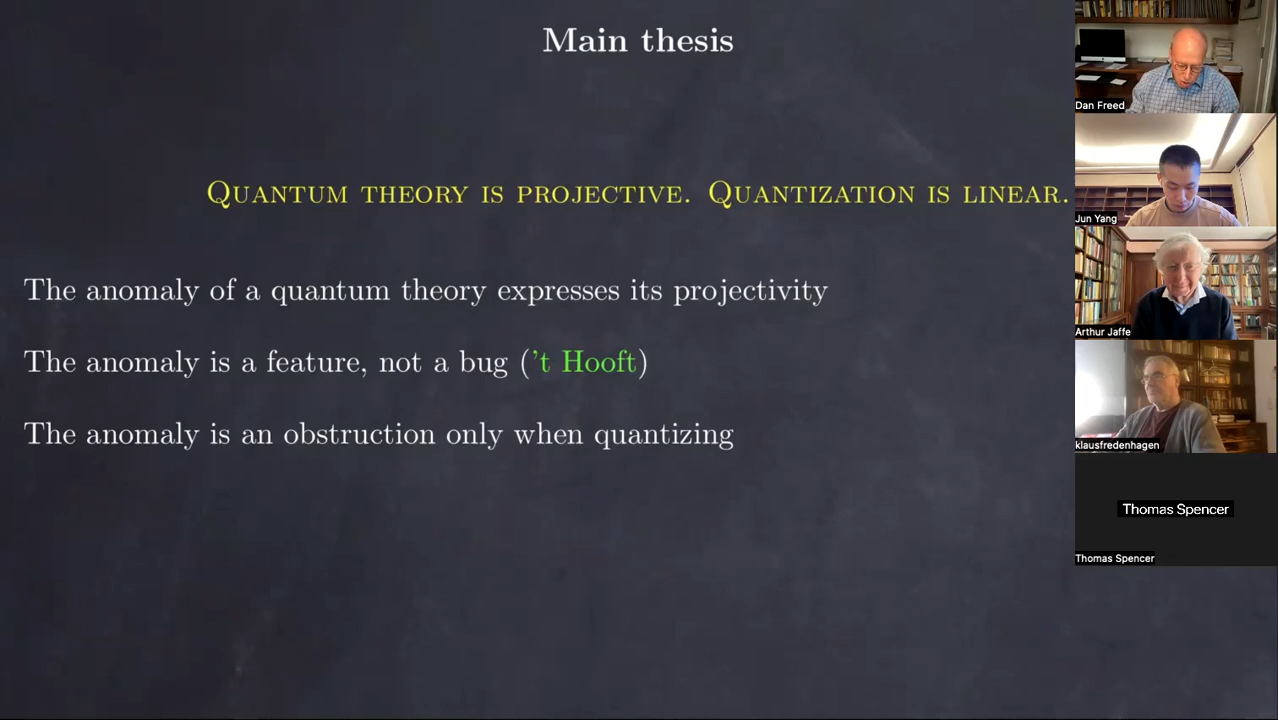 Main thesis
QUANTUM THEORY IS PROJECTIVE. QUANTIZATION IS LINEAR.
The anomaly of a quantum theory expresses its projectivity
The anomaly is a feature, not a bug ('t Hooft)
The anomaly is an obstruction only when quantizing
Dan Freed
Jun Yang
Arthur Jaffe
klausfredenhagen
Thomas Spencer
Thomas Spencer